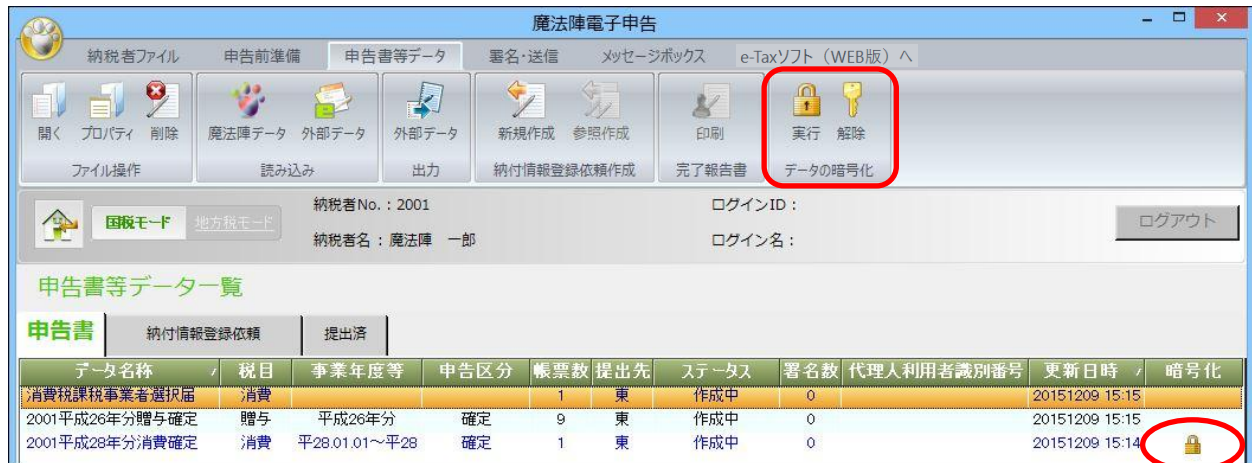 魔法陣電子申告
納税者ファイル 申告前準備 申告書等データ 署名・送信 メッセージボックス e-Taxソフト（WEB版）へ
開く プロパティ 削除 魔法陣データ 外部データ 外部データ 新規作成 参照作成 印刷 実行 解除
ファイル操作 読み込み 出力 納付情報登録依頼作成 完了報告書 データの暗号化
国税モード 地方税モード
納税者No.：2001 ログインID：
納税者名：魔法陣 一郎 ログイン名：
ログアウト
申告書等データ一覧
申告書 納付情報登録依頼 提出済
データ名称 税目 事業年度等 申告区分 帳票数 提出先 ステータス 署名数 代理人利用者識別番号 更新日時 暗号化
消費税課税事業者選択届 消費 1 東 作成中 0 20151209 15:15
2001平成26年分贈与確定 贈与 平成26年分 確定 9 東 作成中 0 20151209 15:15
2001平成28年分消費確定 消費 平28.01.01～平28 確定 1 東 作成中 0 20151209 15:14